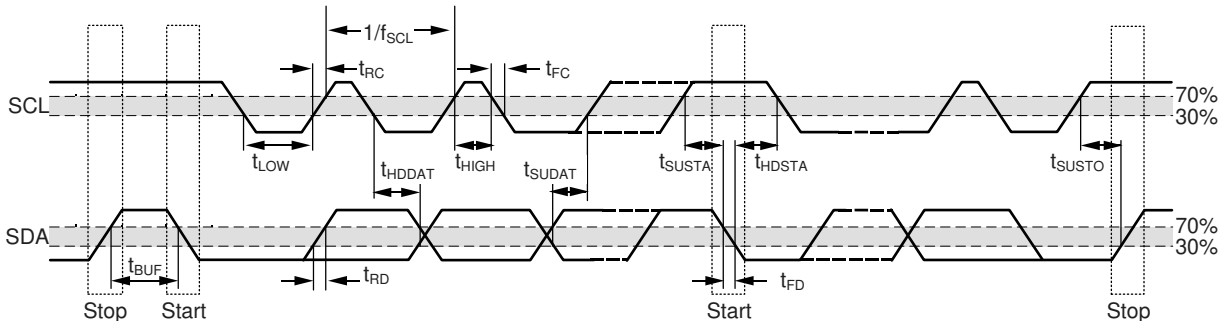 1/fSCL
tRC
tFC
SCL
70%
30%
tLOW
tHDDAT
tHIGH
tSUDAT
tSUSTA
tHDSTA
tSUSTO
SDA
70%
30%
tBUF
tRD
tFD
Stop
Start
Start
Stop